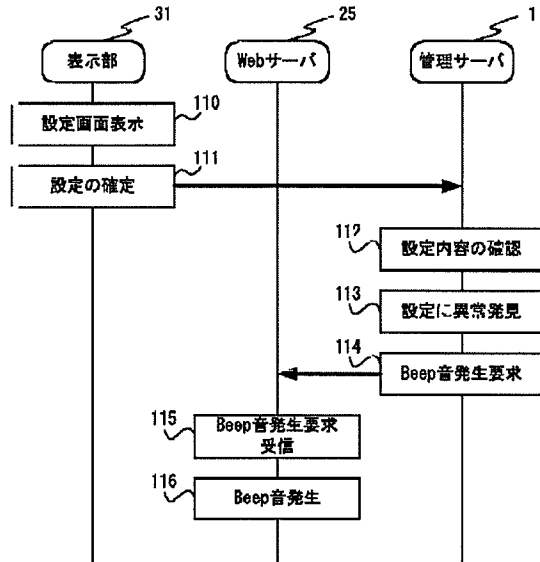 31
25
1
表示部
Webサーバ
管理サーバ
110
設定画面表示
111
設定の確定
112
設定内容の確認
113
設定に異常発見
114
Beep音発生要求
115
Beep音発生要求
受信
116
Beep音発生